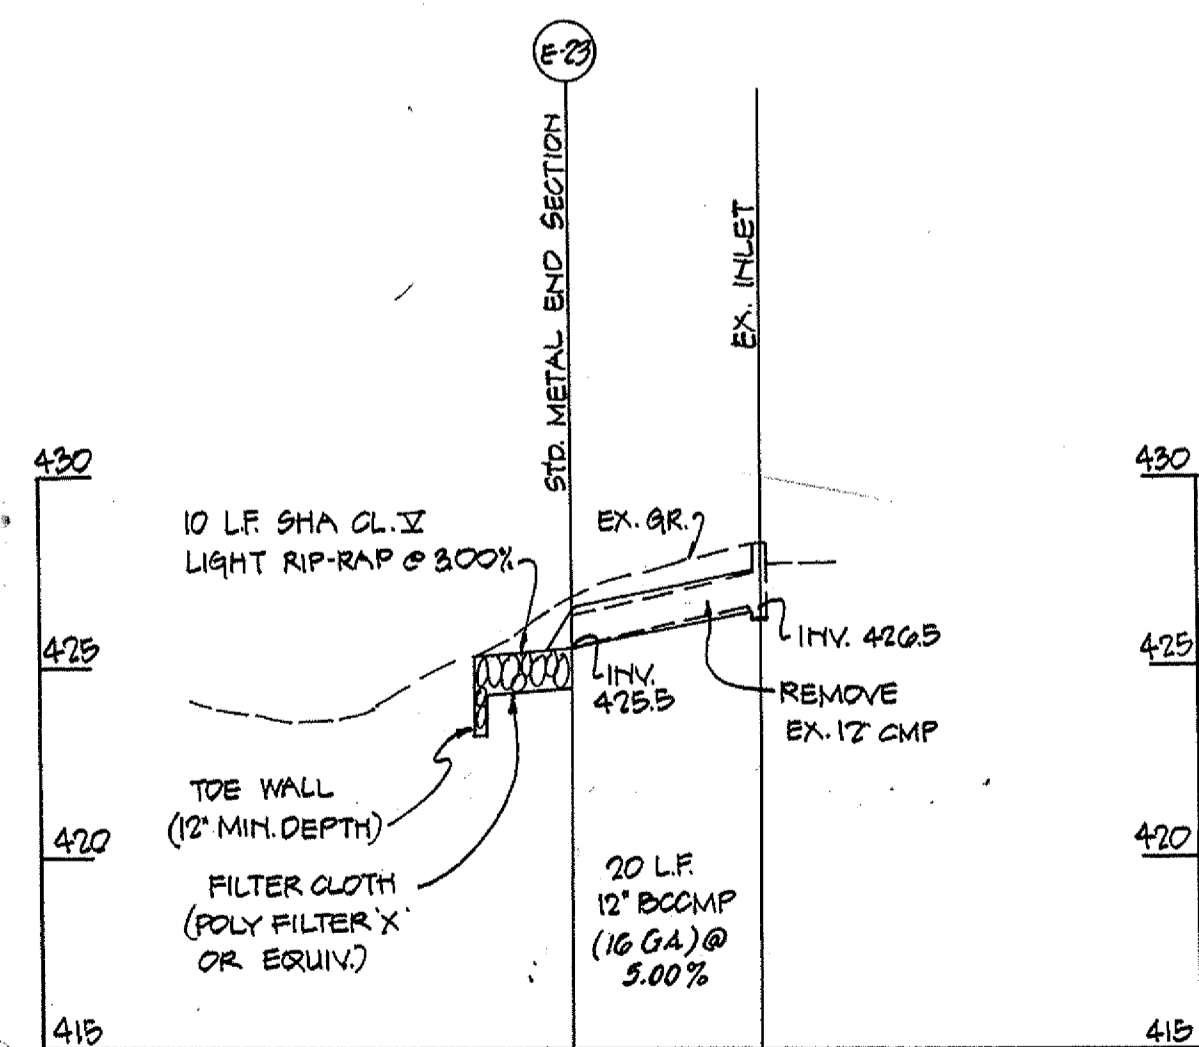 E-23
STD. METAL END SECTION
EX. INLET
430
430
10 L.F. SHA CL. V
LIGHT RIP-RAP @ 3.00%
EX. GR.
425
425
INV. 426.5
INV.
425.5
REMOVE
EX. 12" CMP
TOE WALL
(12" MIN. DEPTH)
420
420
FILTER CLOTH
(POLY FILTER 'X'
OR EQUIV.)
20 L.F.
12" BCCMP
(16 GA) @
5.00%
415
415